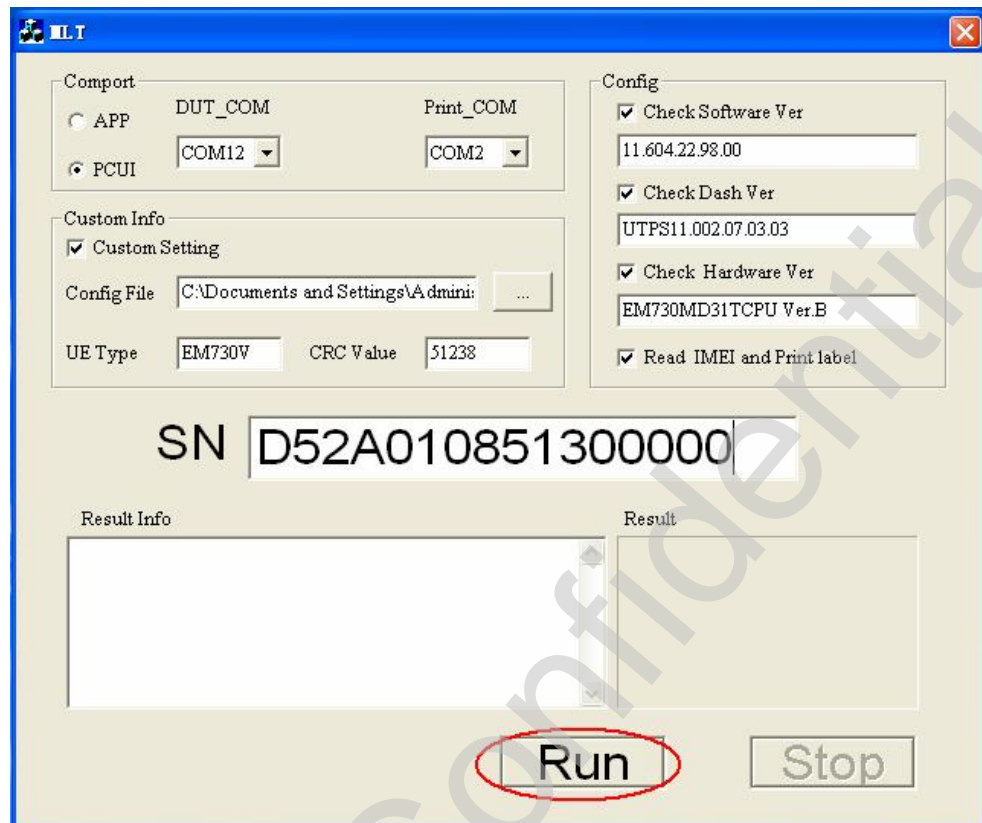 MLT
Comport
APP
DUT_COM
Print_COM
COM12
COM2
PCUI
Custom Info
Custom Setting
Config File
C:\Documents and Settings\Adminis
...
UE Type
EM730V
CRC Value
51238
Config
Check Software Ver
11.604.22.98.00
Check Dash Ver
UTPS11.002.07.03.03
Check Hardware Ver
EM730MD31TCPU Ver.B
Read IMEI and Print label
SN
D52A010851300000
Result Info
Result
Run
Stop
Confidential